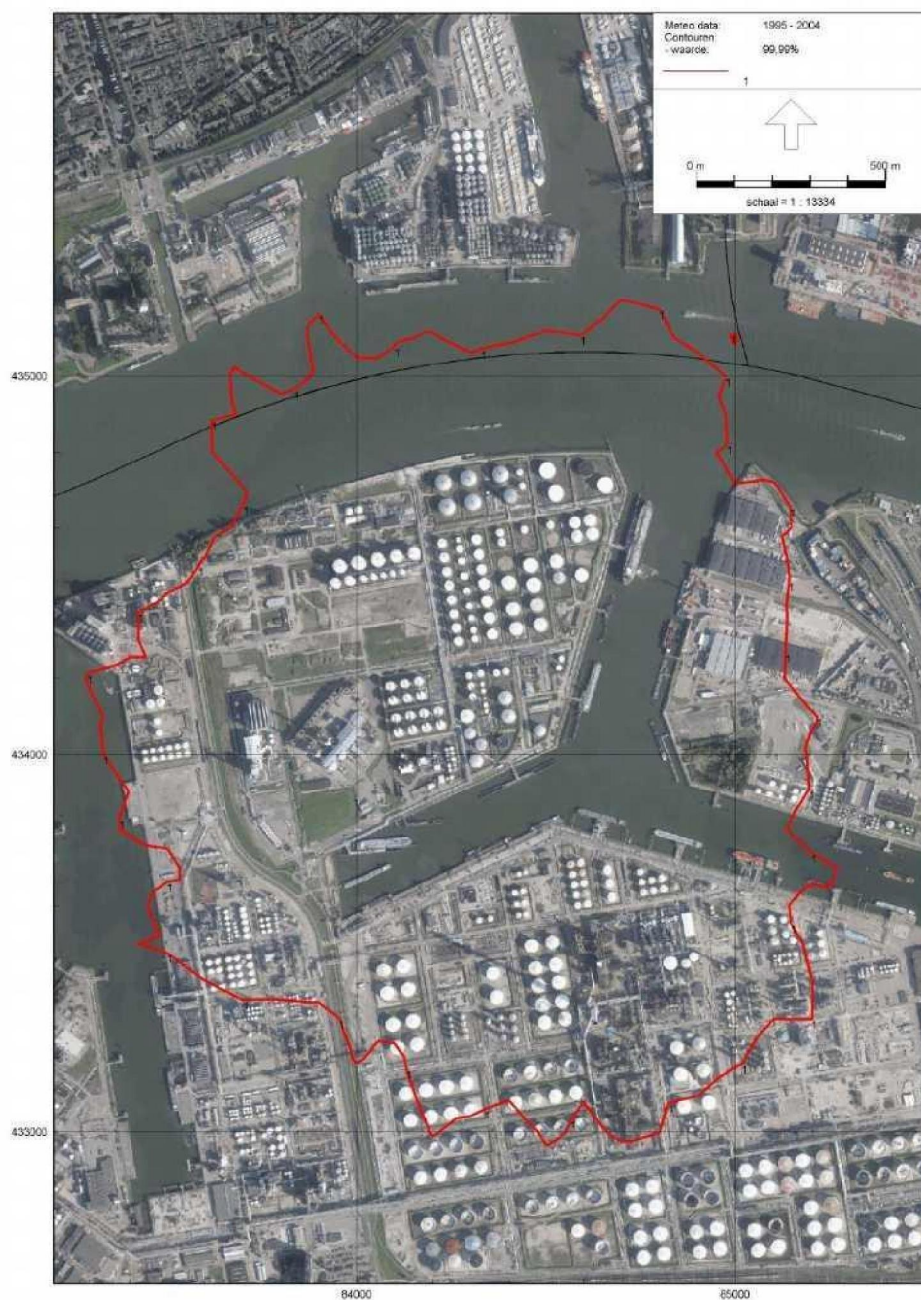 Meteo data: 1995 - 2004
Contouren:
- waarde: 99,99%
1
0 m 500 m
schaal = 1 : 13334
435000
434000
433000
84000 85000